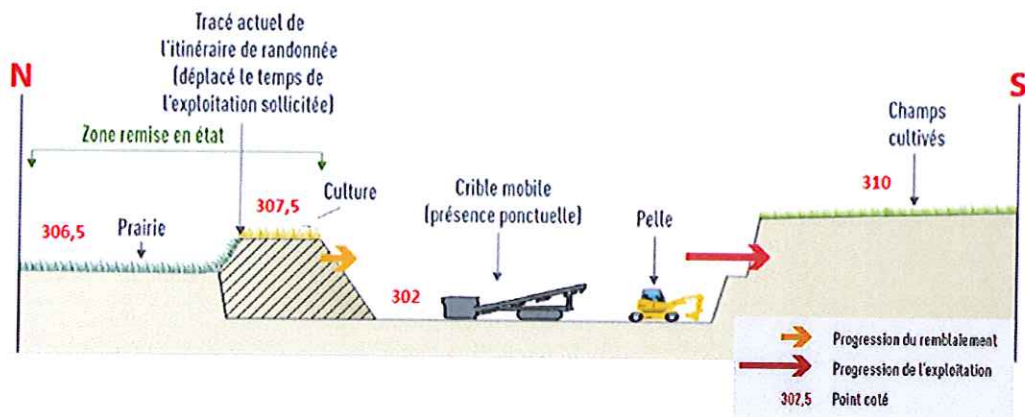 Tracé actuel de
l'itinéraire de randonnée
(déplacé le temps de
l'exploitation sollicitée)
N
S
Zone remise en état
Champs
cultivés
310
Culture
307,5
Crible mobile
(présence ponctuelle)
Pelle
306,5
Prairie
302
Progression du remblaiement
Progression de l'exploitation
302,5
Point coté